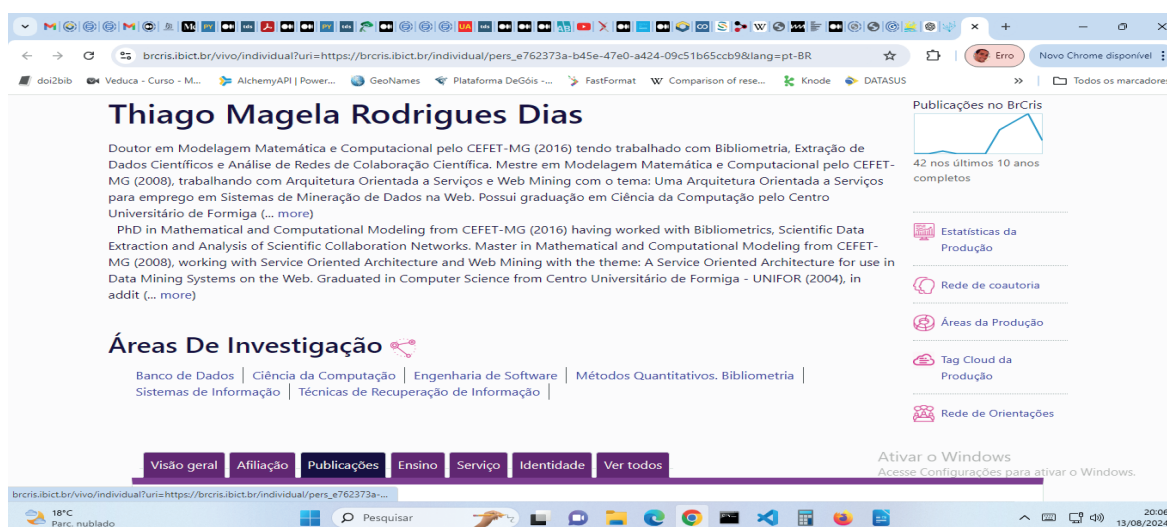 brcris.ibict.br/vivo/individual?uri=https://brcris.ibict.br/individual/pers_e762373a-b45e-47e0-a424-09c51b65ccb9&lang=pt-BR
Erro
Novo Chrome disponível
doi2bib
Veduca - Curso - M...
AlchemyAPI | Power...
GeoNames
Plataforma DeGóis -...
FastFormat
Comparison of rese...
Knode
DATASUS
»
Todos os marcadores
Thiago Magela Rodrigues Dias
Doutor em Modelagem Matemática e Computacional pelo CEFET-MG (2016) tendo trabalhado com Bibliometria, Extração de
Dados Científicos e Análise de Redes de Colaboração Científica. Mestre em Modelagem Matemática e Computacional pelo CEFET-
MG (2008), trabalhando com Arquitetura Orientada a Serviços e Web Mining com o tema: Uma Arquitetura Orientada a Serviços
para emprego em Sistemas de Mineração de Dados na Web. Possui graduação em Ciência da Computação pelo Centro
Universitário de Formiga (... more)
PhD in Mathematical and Computational Modeling from CEFET-MG (2016) having worked with Bibliometrics, Scientific Data
Extraction and Analysis of Scientific Collaboration Networks. Master in Mathematical and Computational Modeling from CEFET-
MG (2008), working with Service Oriented Architecture and Web Mining with the theme: A Service Oriented Architecture for use in
Data Mining Systems on the Web. Graduated in Computer Science from Centro Universitário de Formiga - UNIFOR (2004), in
addit (... more)
Publicações no BrCris
42 nos últimos 10 anos
completos
Estatísticas da
Produção
Rede de coautoria
Áreas da Produção
Tag Cloud da
Produção
Rede de Orientações
Áreas De Investigação
Banco de Dados | Ciência da Computação | Engenharia de Software | Métodos Quantitativos. Bibliometria |
Sistemas de Informação | Técnicas de Recuperação de Informação |
Visão geral
Afiliação
Publicações
Ensino
Serviço
Identidade
Ver todos
Ativar o Windows
Acesse Configurações para ativar o Windows.
brcris.ibict.br/vivo/individual?uri=https://brcris.ibict.br/individual/pers_e762373a-...
18°C
Parc. nublado
Pesquisar
20:06